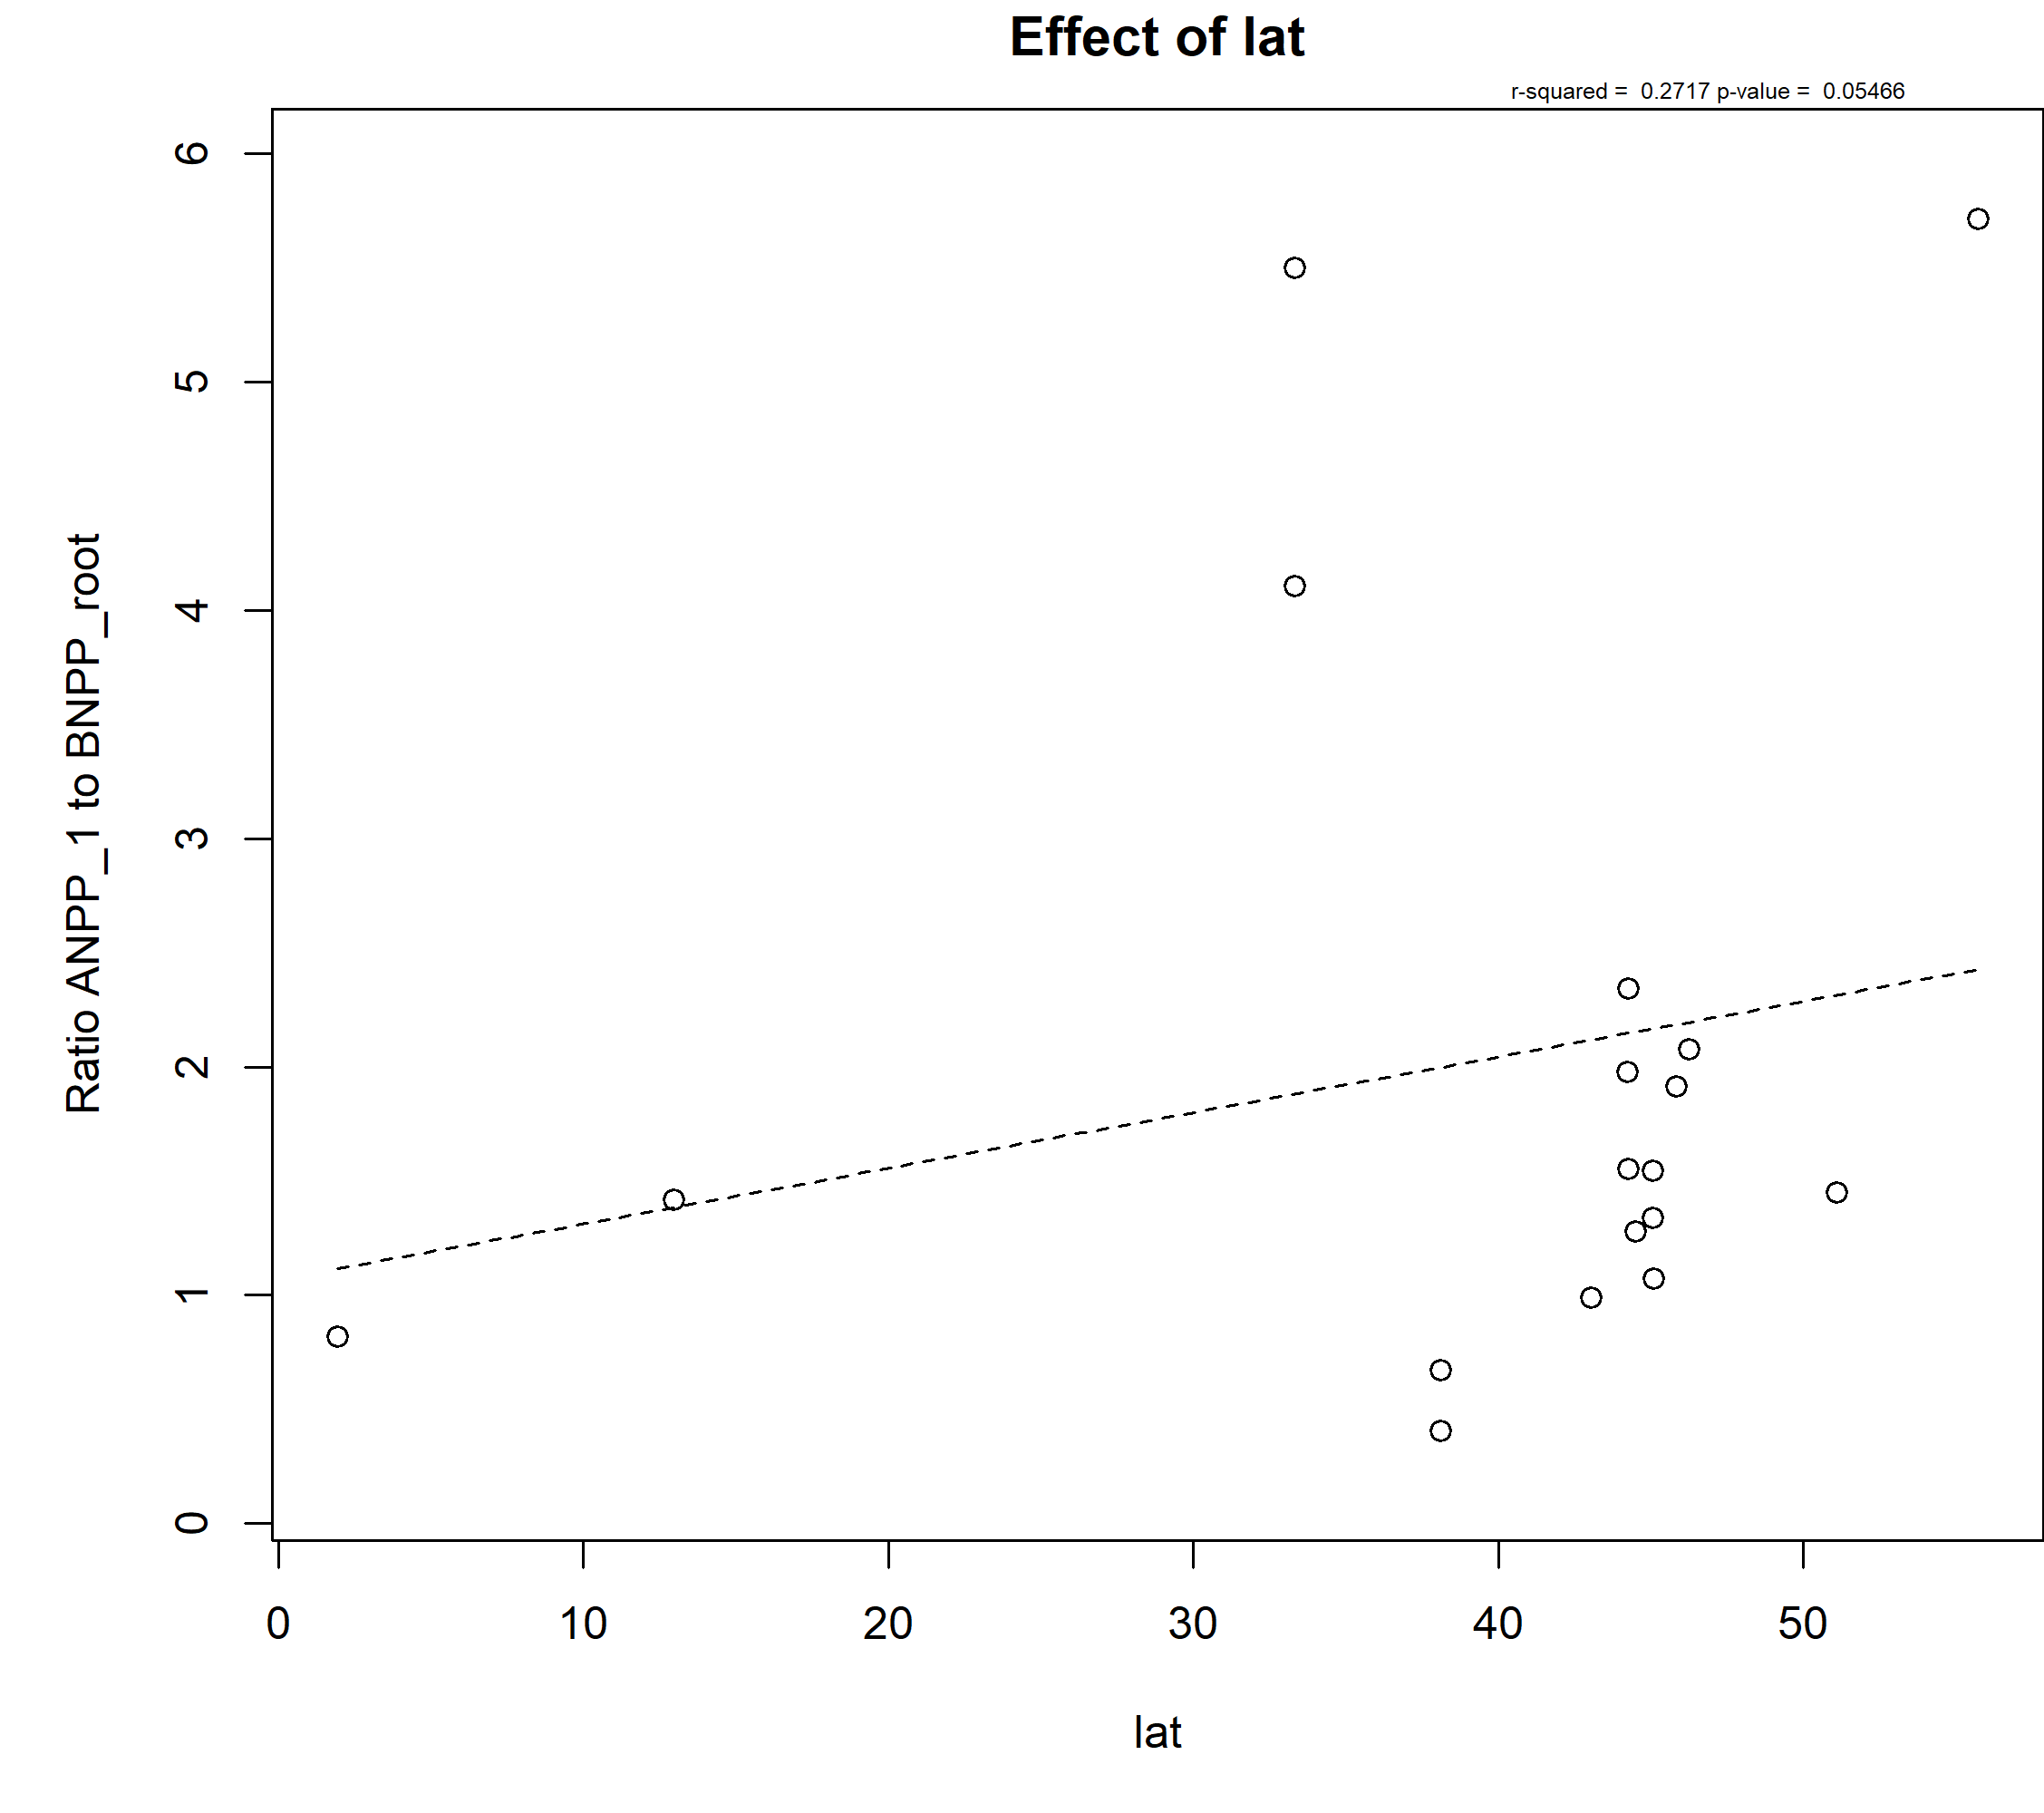 Effect of lat
r-squared = 0.2717 p-value = 0.05466
Ratio ANPP_1 to BNPP_root
6
5
4
3
2
1
0
0 10 20 30 40 50
lat